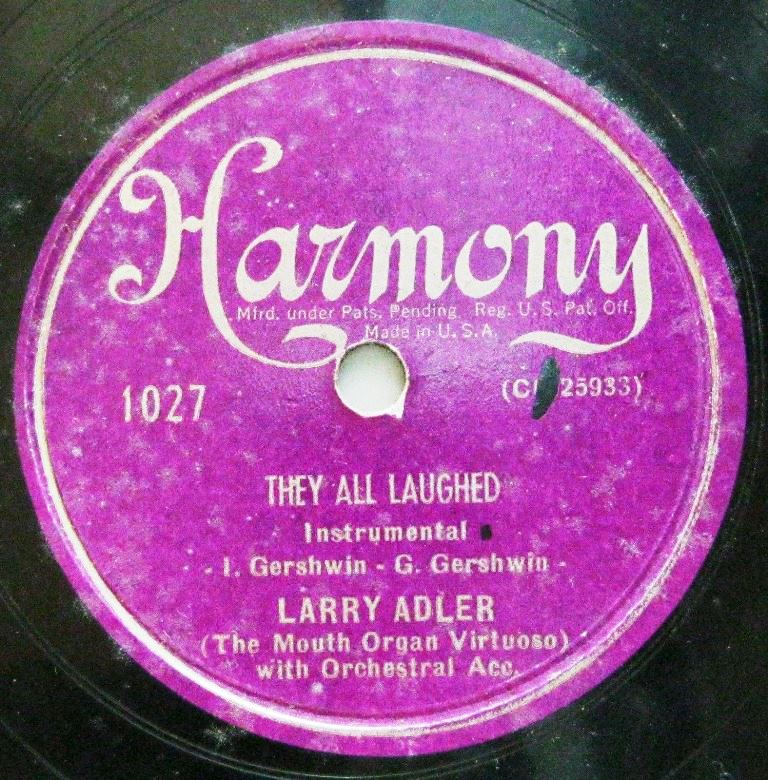 Harmony
Mfrd. under Pats. Pending Reg. U. S. Pat. Off.
Made in U. S. A.
1027
25933)
THEY ALL LAUGHED
Instrumental
- I. Gershwin - G. Gershwin -
LARRY ADLER
(The Mouth Organ Virtuoso)
with Orchestral Acc.